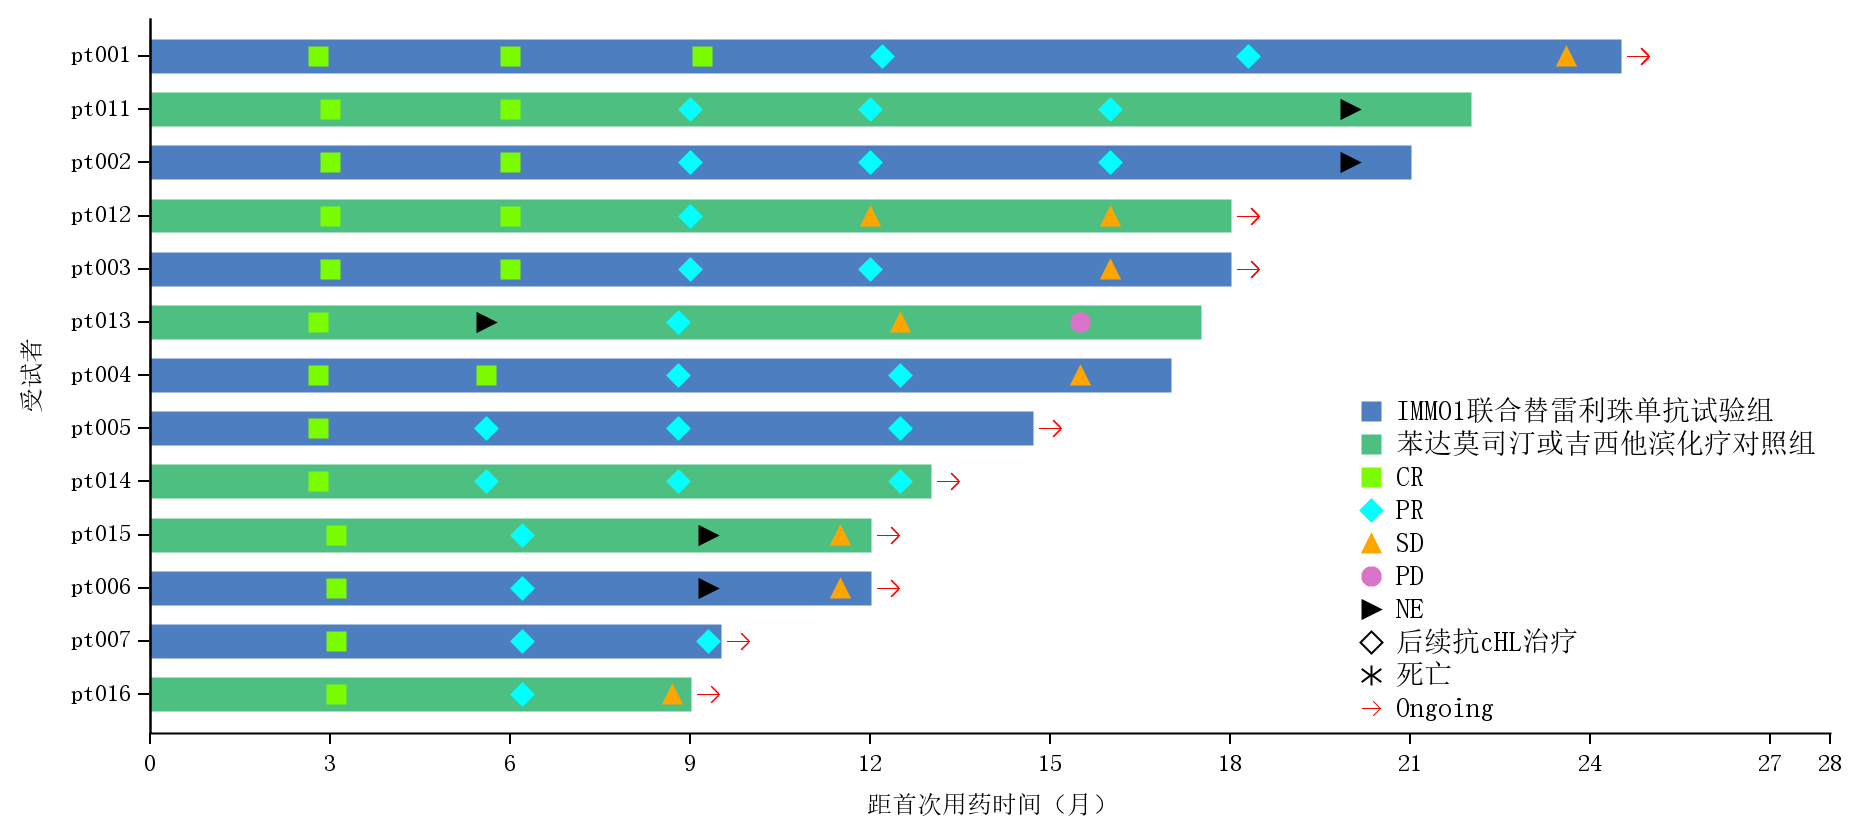 pt001
pt011
pt002
pt012
pt003
pt013
pt004
pt005
pt014
pt015
pt006
pt007
pt016
受试者
IMM01联合替雷利珠单抗试验组
苯达莫司汀或吉西他滨化疗对照组
CR
PR
SD
PD
NE
后续抗cHL治疗
死亡
Ongoing
0 3 6 9 12 15 18 21 24 27 28
距首次用药时间（月）